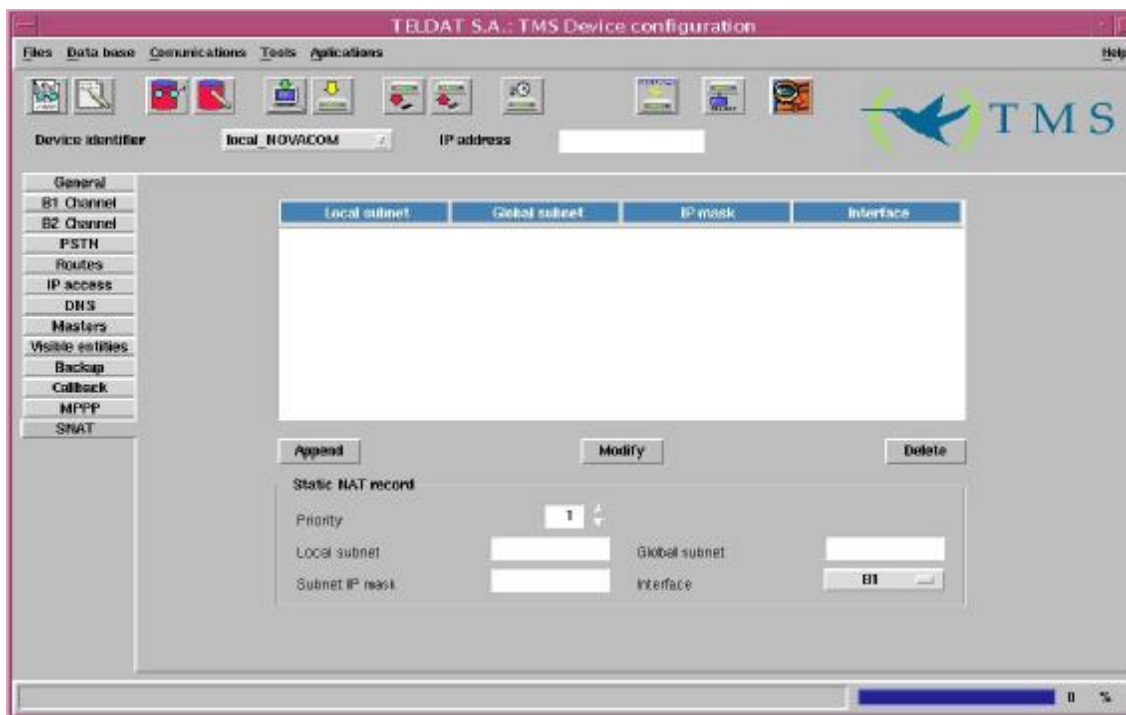 TELDAT S.A.: TMS Device configuration
Files Data base Comunications Tools Aplications Help
TMS
Device identifier local_NOVACOM IP address
General
B1 Channel
B2 Channel
PSTN
Routes
IP access
DNS
Masters
Visible entities
Backup
Callback
MPPP
SNAT
Local subnet Global subnet IP mask Interface
Append Modify Delete
Static NAT record
Priority 1
Local subnet Global subnet
Subnet IP mask Interface B1
0 %